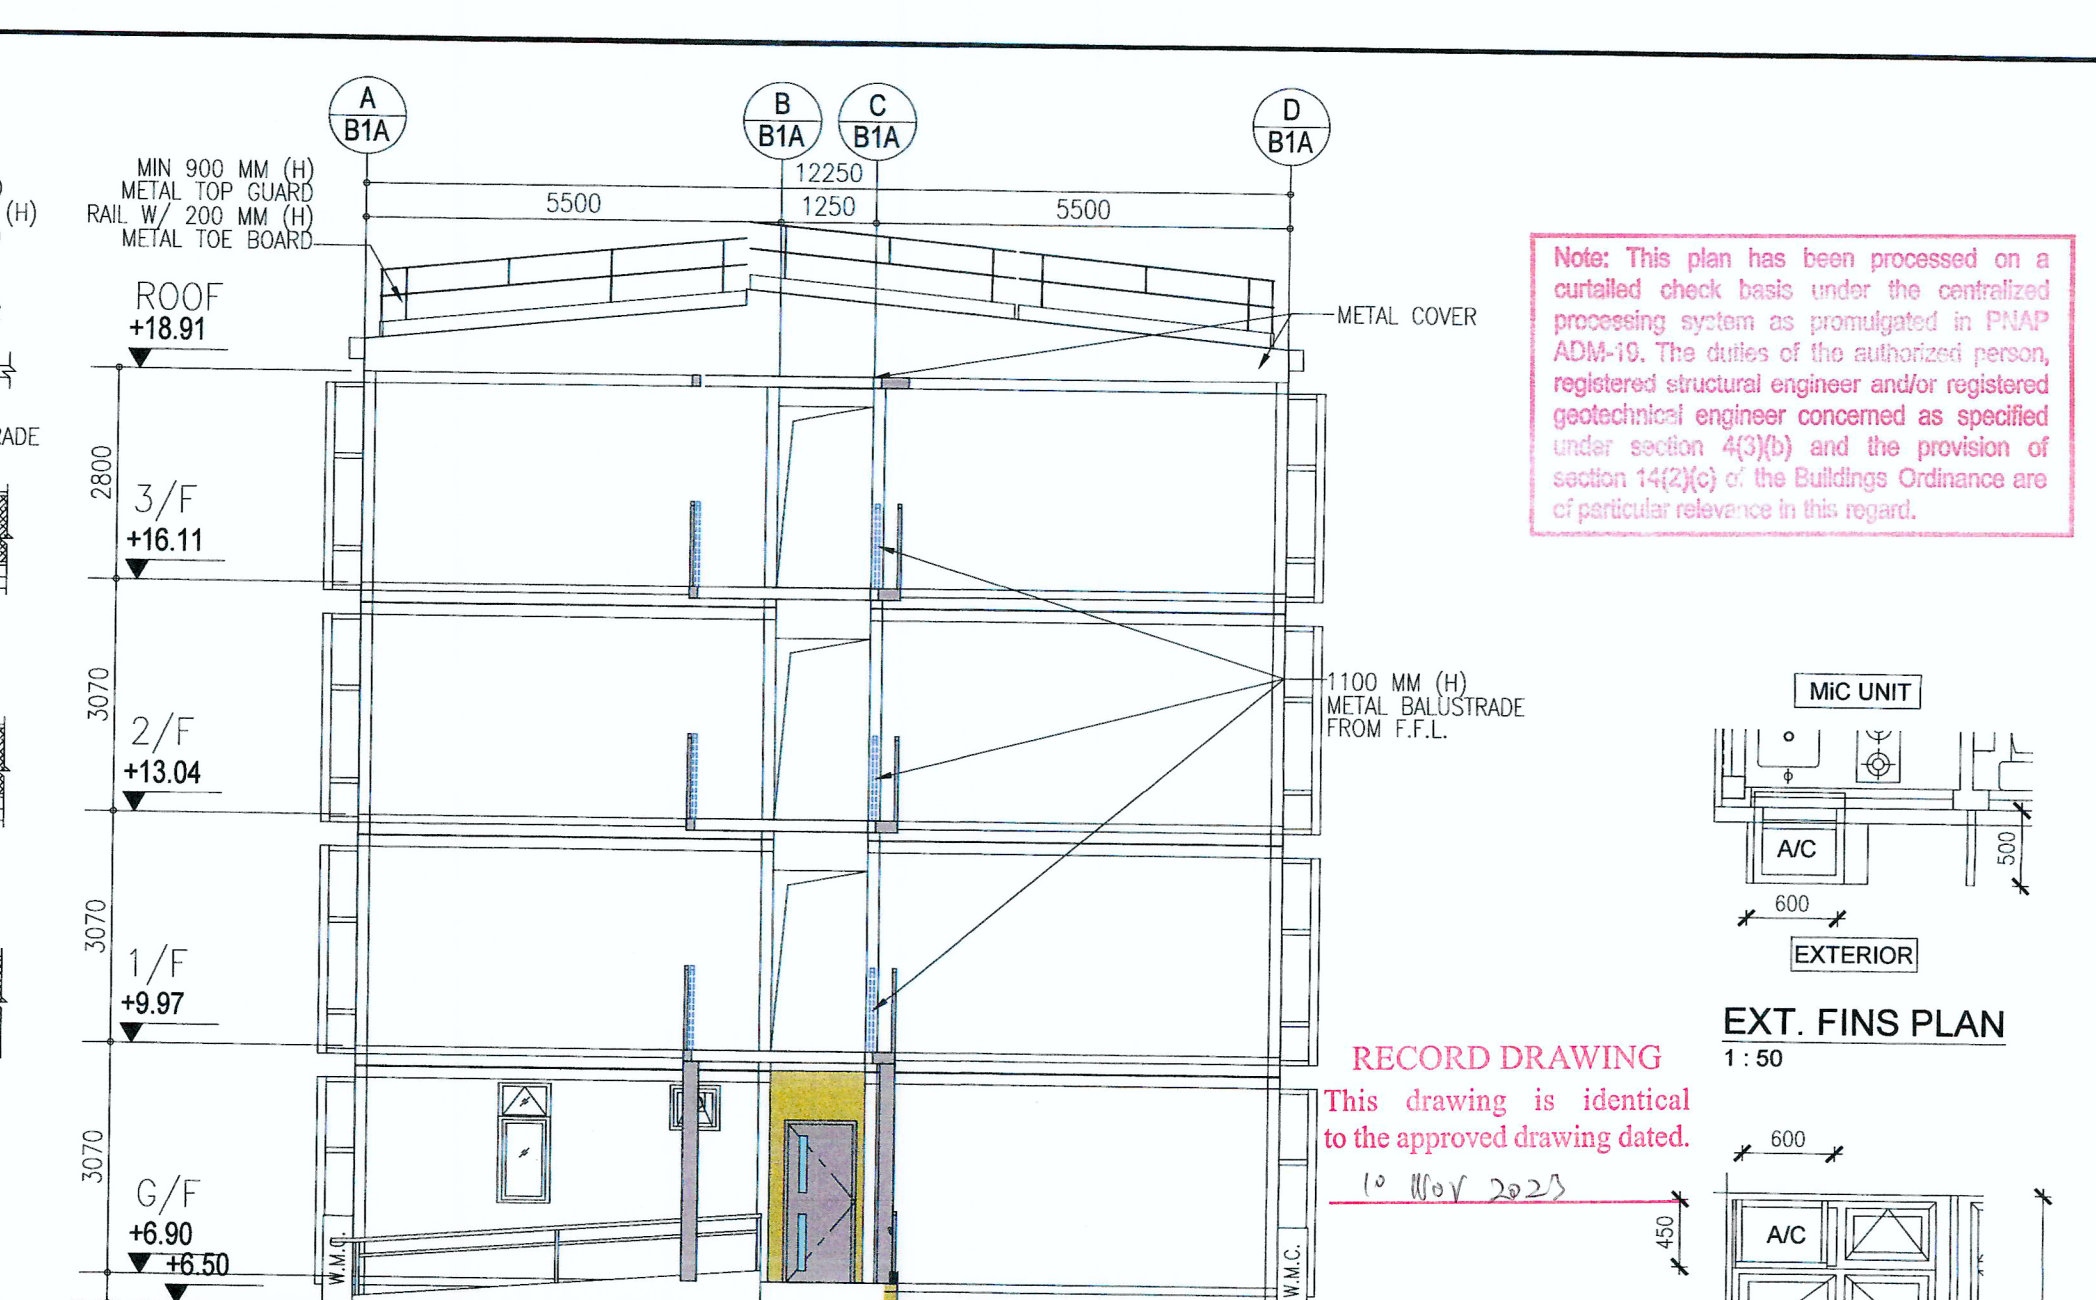 A
B1A
B
B1A
C
B1A
D
B1A
12250
5500
1250
5500
MIN 900 MM (H)
METAL TOP GUARD
RAIL W/ 200 MM (H)
METAL TOE BOARD
(H)
ROOF
+18.91
METAL COVER
Note: This plan has been processed on a
curtailed check basis under the centralized
processing system as promulgated in PNAP
ADM-19. The duties of the authorized person,
registered structural engineer and/or registered
geotechnical engineer concerned as specified
under section 4(3)(b) and the provision of
section 14(2)(c) of the Buildings Ordinance are
of particular relevance in this regard.
2800
3/F
+16.11
3070
2/F
+13.04
1100 MM (H)
METAL BALUSTRADE
FROM F.F.L.
MiC UNIT
A/C
500
600
EXTERIOR
EXT. FINS PLAN
1 : 50
3070
1/F
+9.97
RECORD DRAWING
This drawing is identical
to the approved drawing dated.
10 Nov 2023
3070
G/F
+6.90
+6.50
W.M.C.
W.M.C.
600
450
A/C